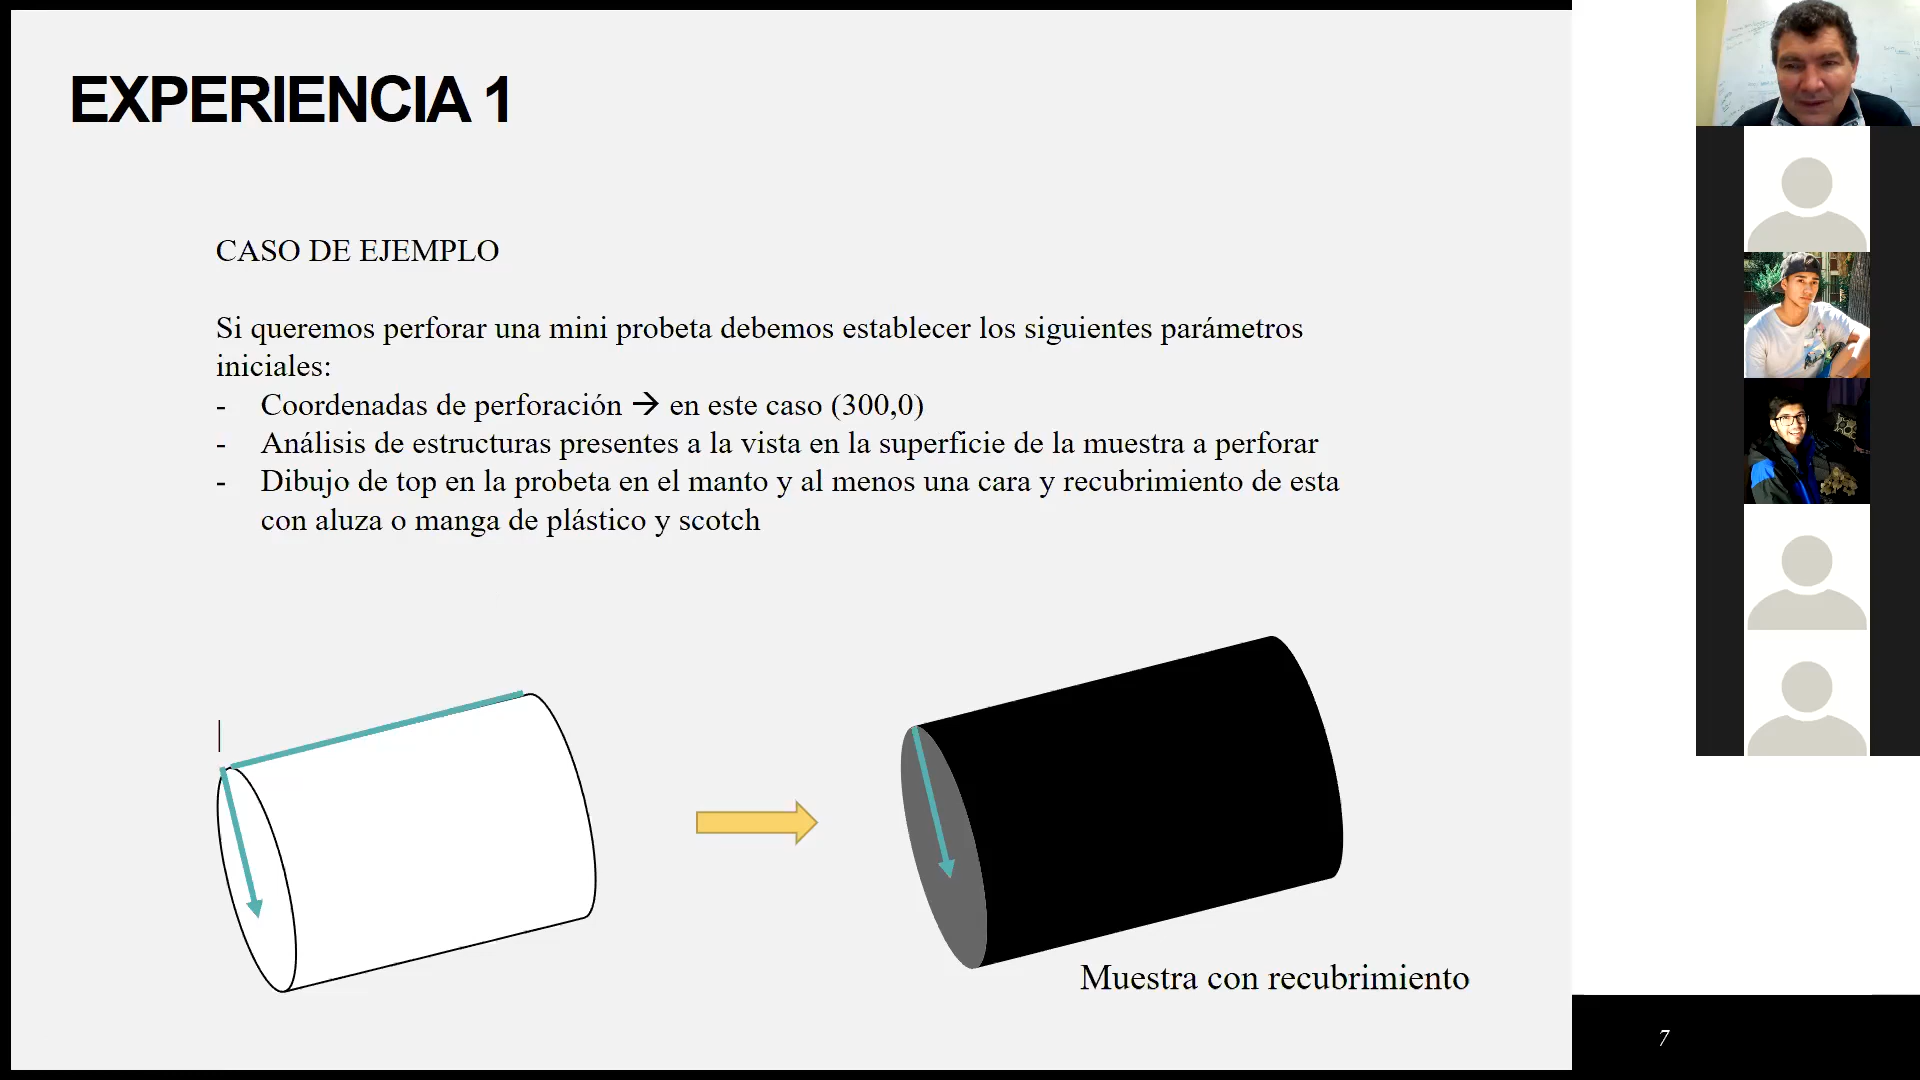 EXPERIENCIA 1
CASO DE EJEMPLO
Si queremos perforar una mini probeta debemos establecer los siguientes parámetros
iniciales:
- Coordenadas de perforación → en este caso (300,0)
- Análisis de estructuras presentes a la vista en la superficie de la muestra a perforar
- Dibujo de top en la probeta en el manto y al menos una cara y recubrimiento de esta
con aluza o manga de plástico y scotch
Muestra con recubrimiento
7